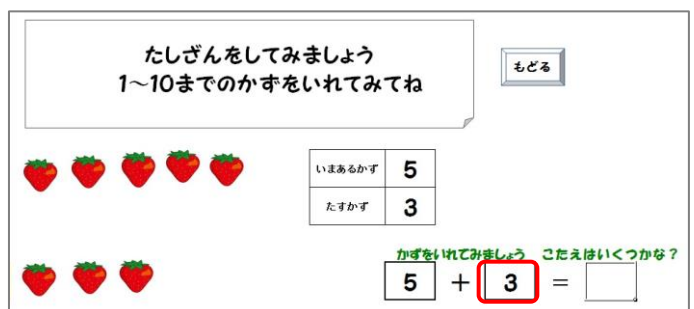 たしざんをしてみましょう
1～10までのかずをいれてみてね
もどる
いまあるかず 5
たすかず 3
かずをいれてみましょう こたえはいくつかな？
5 + 3 =